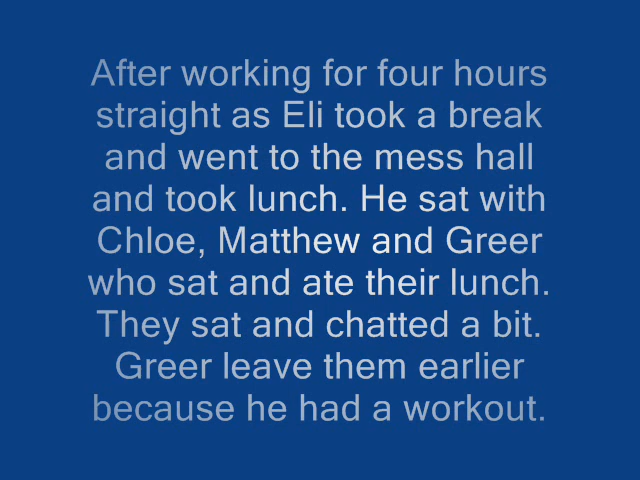 After working for four hours
straight as Eli took a break
and went to the mess hall
and took lunch. He sat with
Chloe, Matthew and Greer
who sat and ate their lunch.
They sat and chatted a bit.
Greer leave them earlier
because he had a workout.